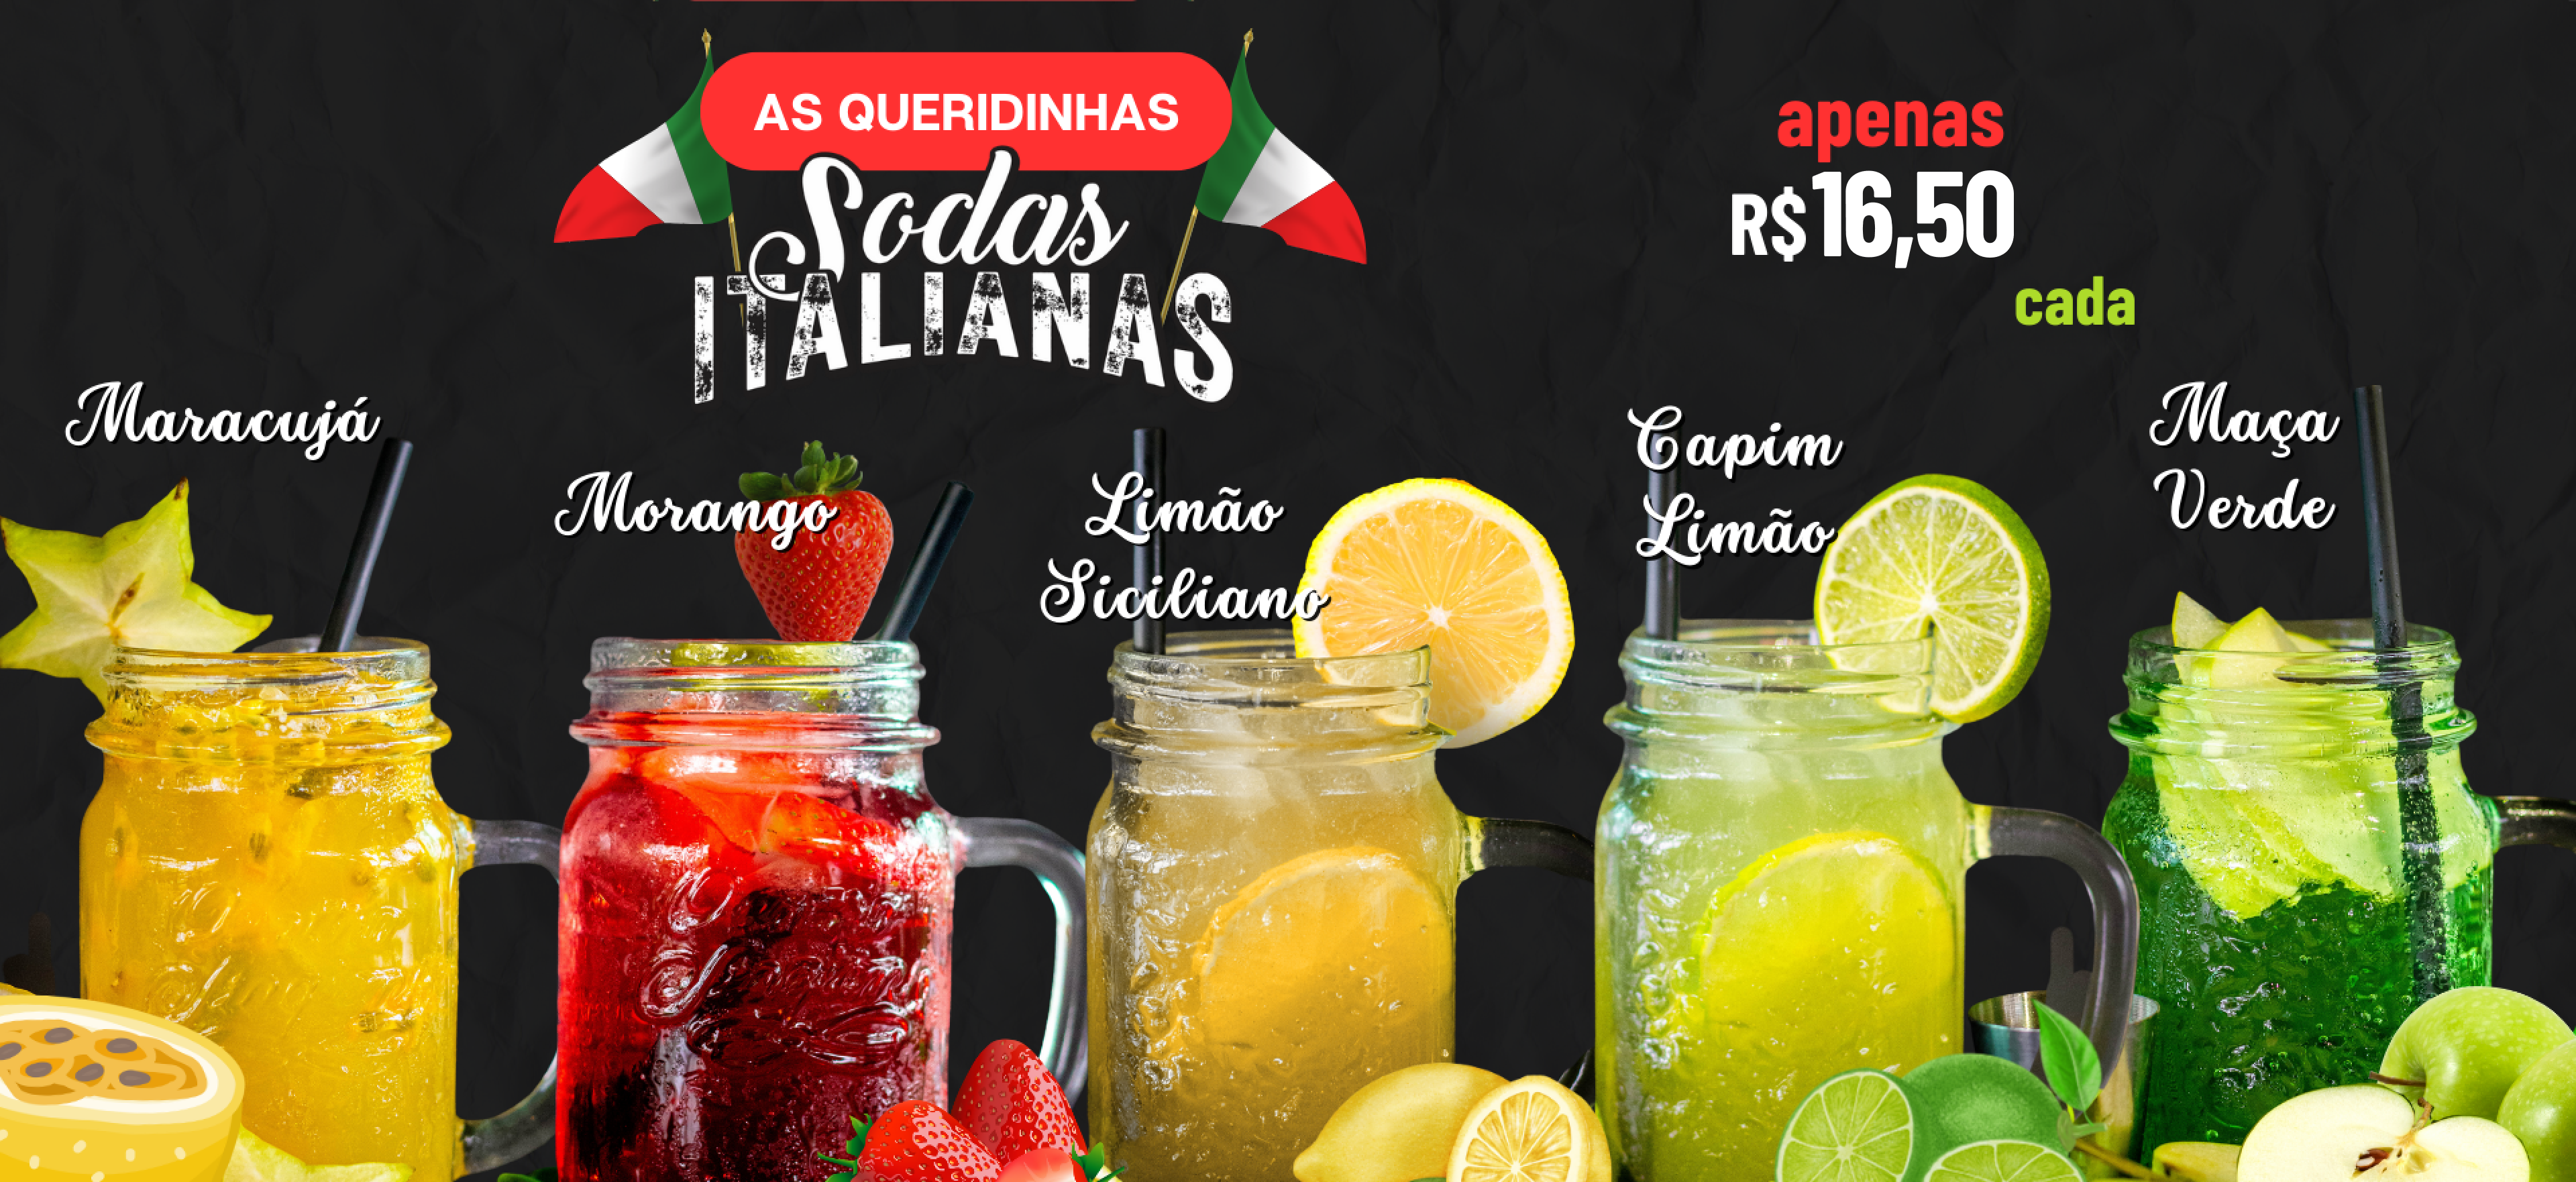 AS QUERIDINHAS
Sodas
ITALIANAS
apenas
R$16,50
cada
Maracujá
Morango
Limão
Siciliano
Capim
Limão
Maça
Verde